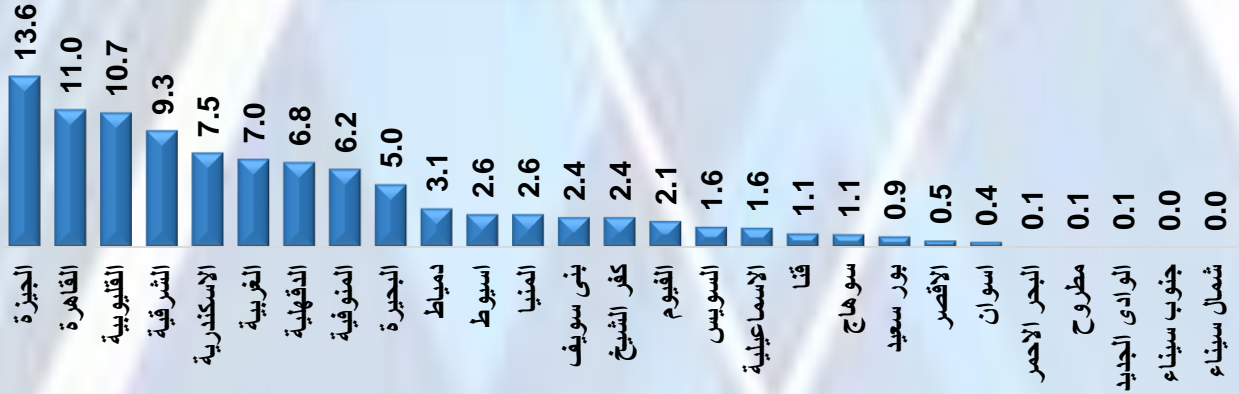 13.6
11.0
10.7
9.3
7.5
7.0
6.8
6.2
5.0
3.1
2.6
2.6
2.4
2.4
2.1
1.6
1.6
1.1
1.1
0.9
0.5
0.4
0.1
0.1
0.1
0.0
0.0
الجيزة
القاهرة
القليوبية
الشرقية
الاسكندرية
الغربية
الدقهلية
المنوفية
البحيرة
دمياط
اسيوط
المنيا
بنى سويف
كفر الشيخ
الفيوم
السويس
الاسماعيلية
قنا
سوهاج
بور سعيد
الاقصر
اسوان
البحر الاحمر
مطروح
الوادى الجديد
جنوب سيناء
شمال سيناء